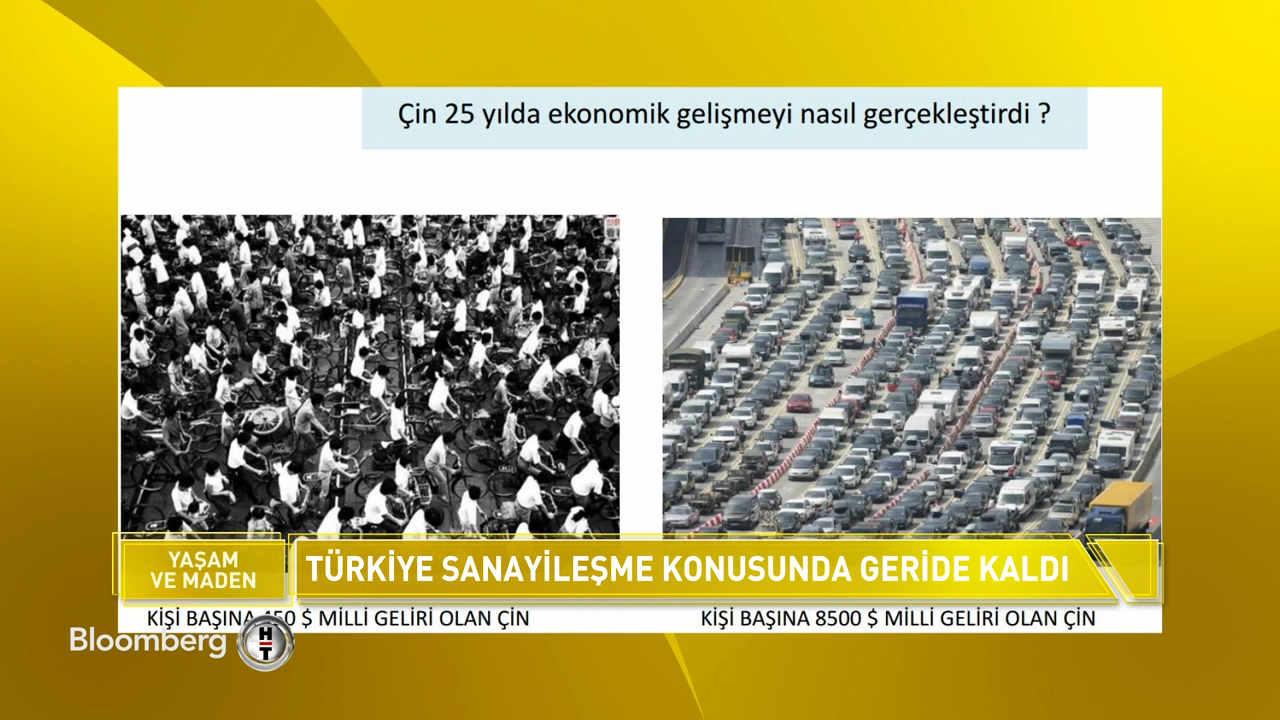 Çin 25 yılda ekonomik gelişmeyi nasıl gerçekleştirdi ?
YAŞAM
VE MADEN
TÜRKİYE SANAYİLEŞME KONUSUNDA GERİDE KALDI
KİŞİ BAŞINA $ MİLLİ GELİRİ OLAN ÇİN
KİŞİ BAŞINA 8500 $ MİLLİ GELİRİ OLAN ÇİN
Bloomberg HT